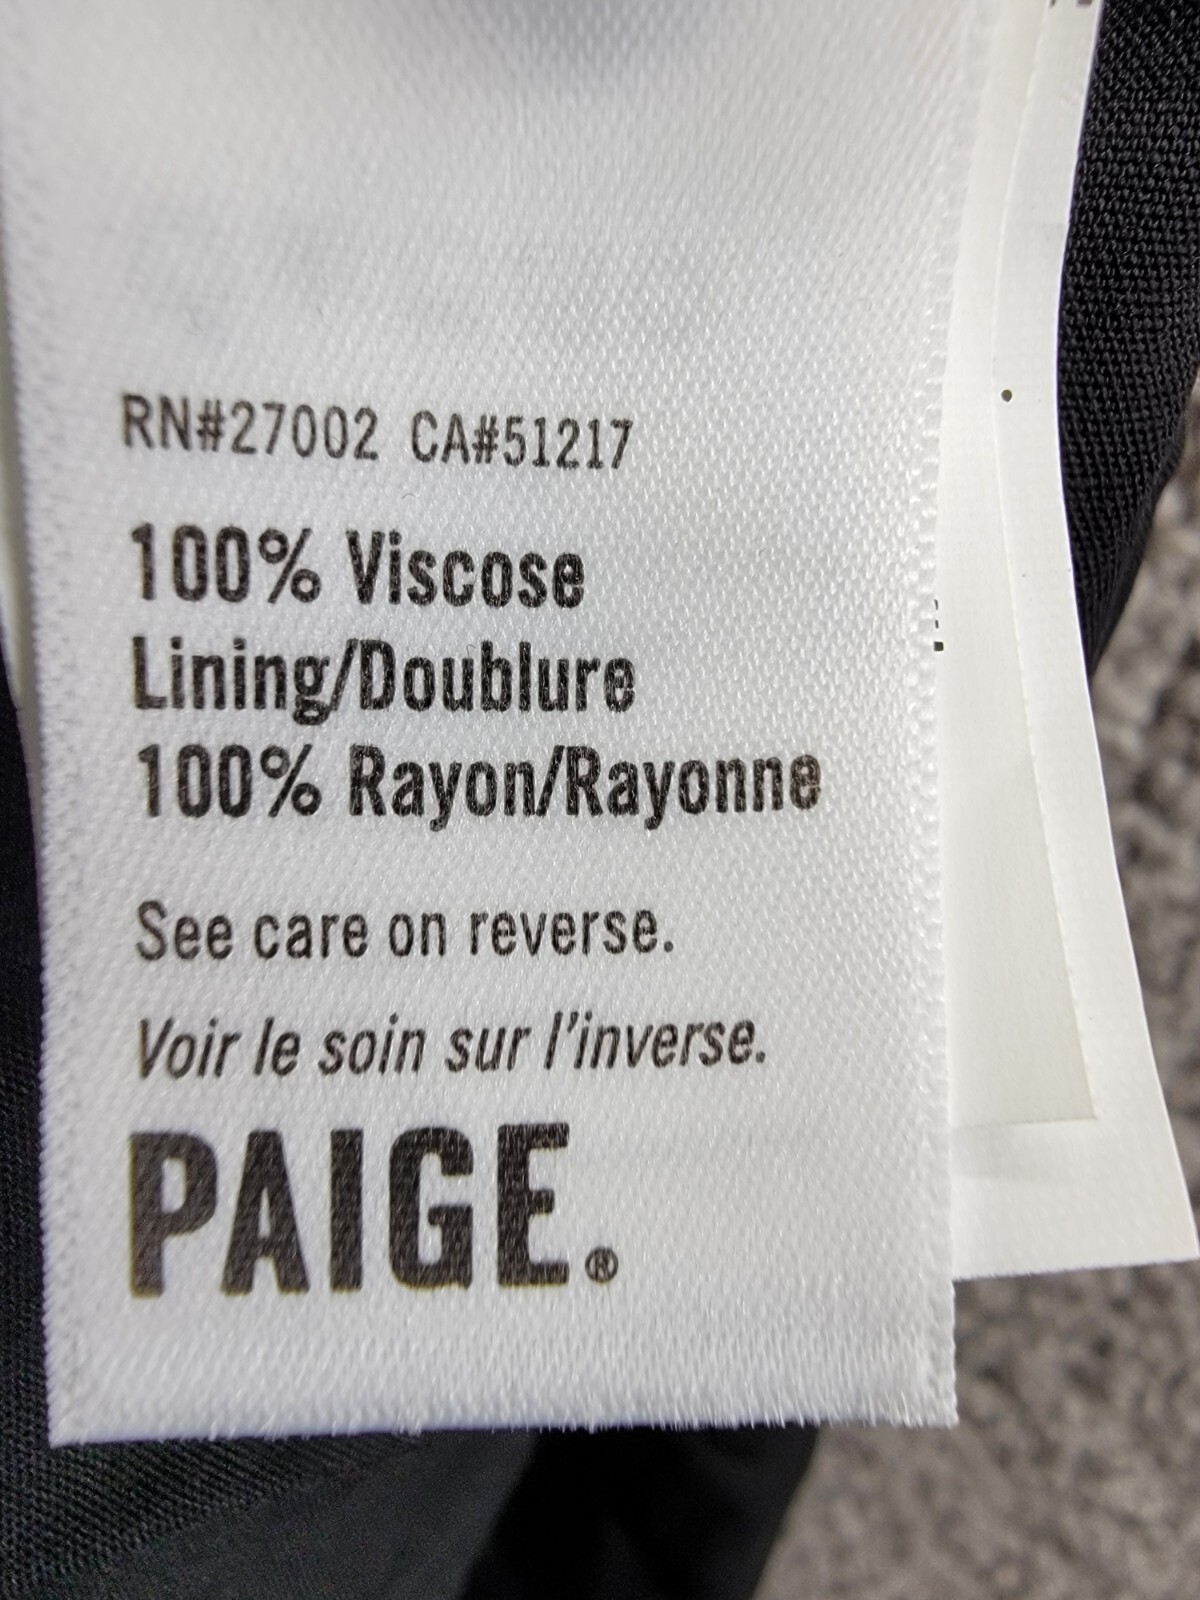 RN#27002 CA#51217
100% Viscose
Lining/Doublure
100% Rayon/Rayonne
See care on reverse.
Voir le soin sur l'inverse.
PAIGE.®